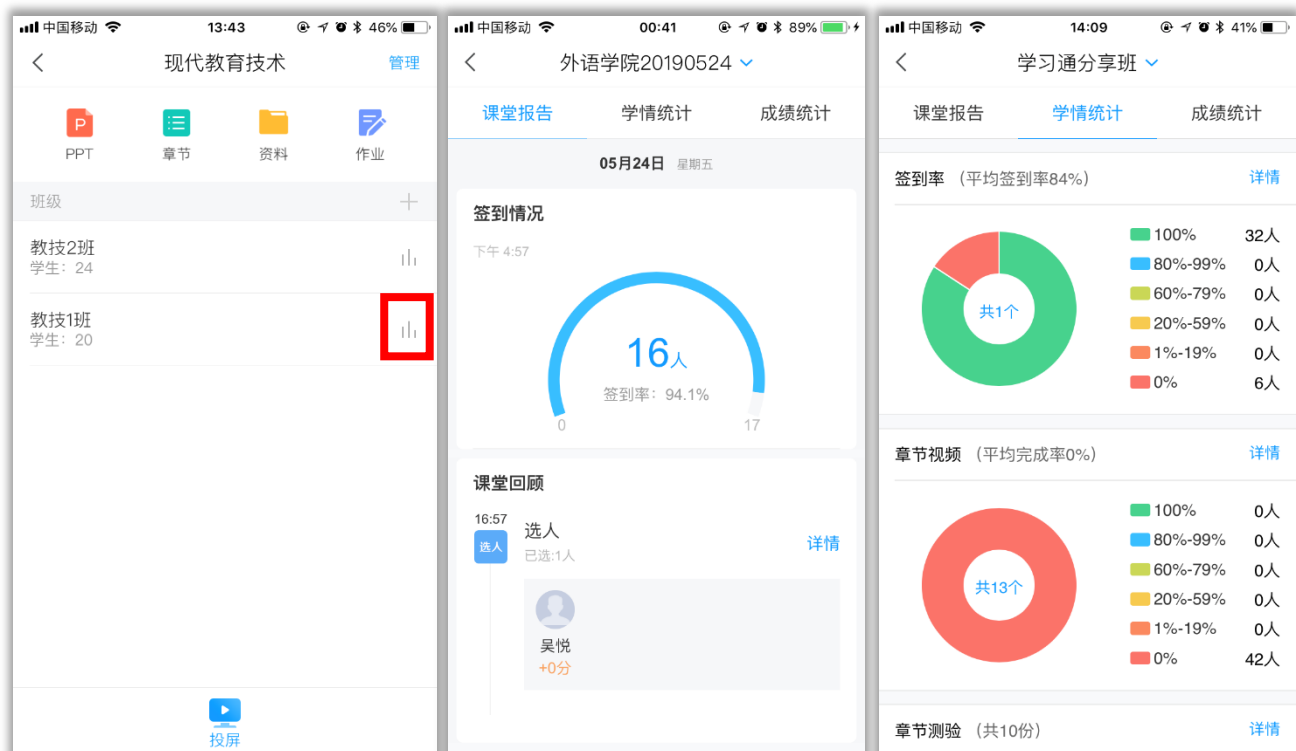 中国移动 13:43 46%
现代教育技术 管理
P
PPT 章节 资料 作业
班级
教技2班
学生：24
教技1班
学生：20
投屏
中国移动 00:41 89%
外语学院20190524
课堂报告 学情统计 成绩统计
05月24日 星期五
签到情况
下午 4:57
16人
签到率：94.1%
0 17
课堂回顾
16:57
选人
选人
已选:1人
详情
吴悦
+0分
中国移动 14:09 41%
学习通分享班
课堂报告 学情统计 成绩统计
签到率 （平均签到率84%） 详情
共1个
100% 32人
80%-99% 0人
60%-79% 0人
20%-59% 0人
1%-19% 0人
0% 6人
章节视频 （平均完成率0%） 详情
共13个
100% 0人
80%-99% 0人
60%-79% 0人
20%-59% 0人
1%-19% 0人
0% 42人
章节测验 （共10份） 详情